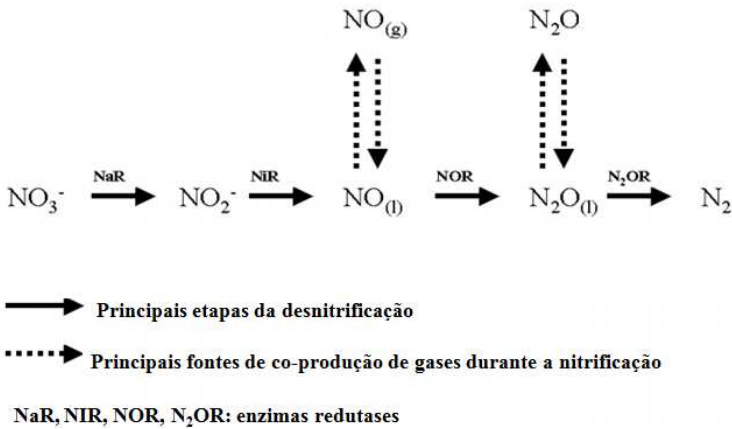 NO(g) N₂O
NaR NiR NOR N₂OR
NO₃⁻ NO₂⁻ NO(l) N₂O(l) N₂
Principais etapas da desnitrificação
Principais fontes de co-produção de gases durante a nitrificação
NaR, NIR, NOR, N₂OR: enzimas redutases